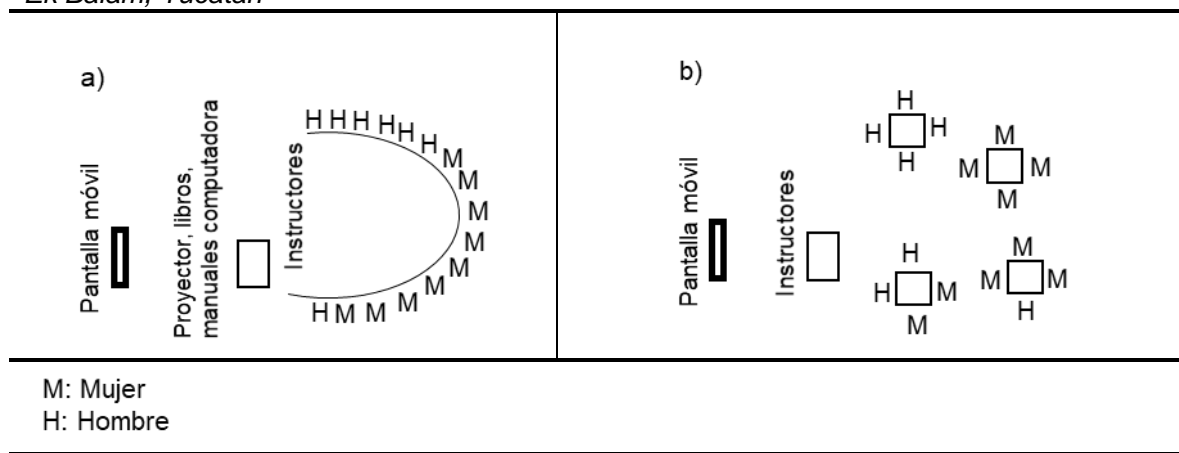 Ek Balam, Yucatán
a)
Pantalla móvil
Proyector, libros,
manuales computadora
Instructores
H H H H H H M M M M M M M M M H
b)
Pantalla móvil
Instructores
H
H H
H
M
M M
M
H
H M
M
M
M M
H
M: Mujer
H: Hombre